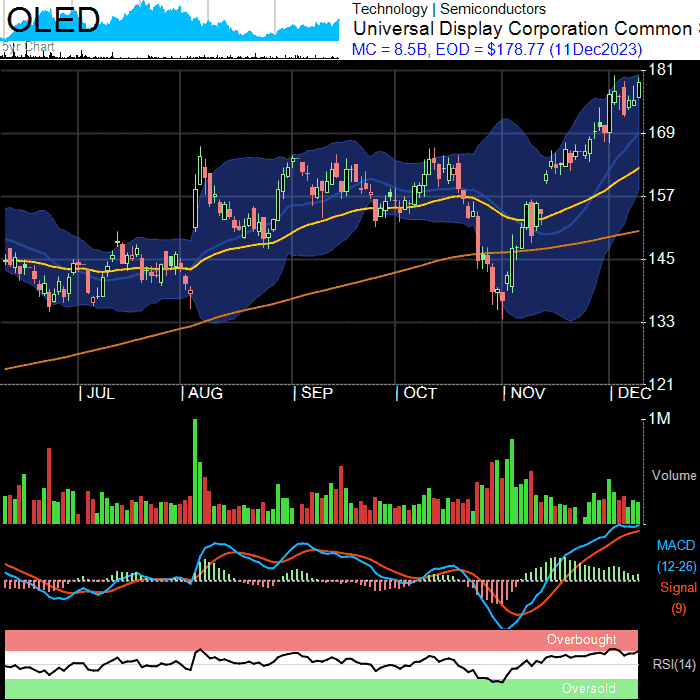 OLED
5yr Chart
Technology | Semiconductors
Universal Display Corporation Common
MC = 8.5B, EOD = $178.77 (11Dec2023)
181
169
157
145
133
121
| JUL | AUG | SEP | OCT | NOV | DEC
1M
Volume
MACD
(12-26)
Signal
(9)
Overbought
RSI(14)
Oversold